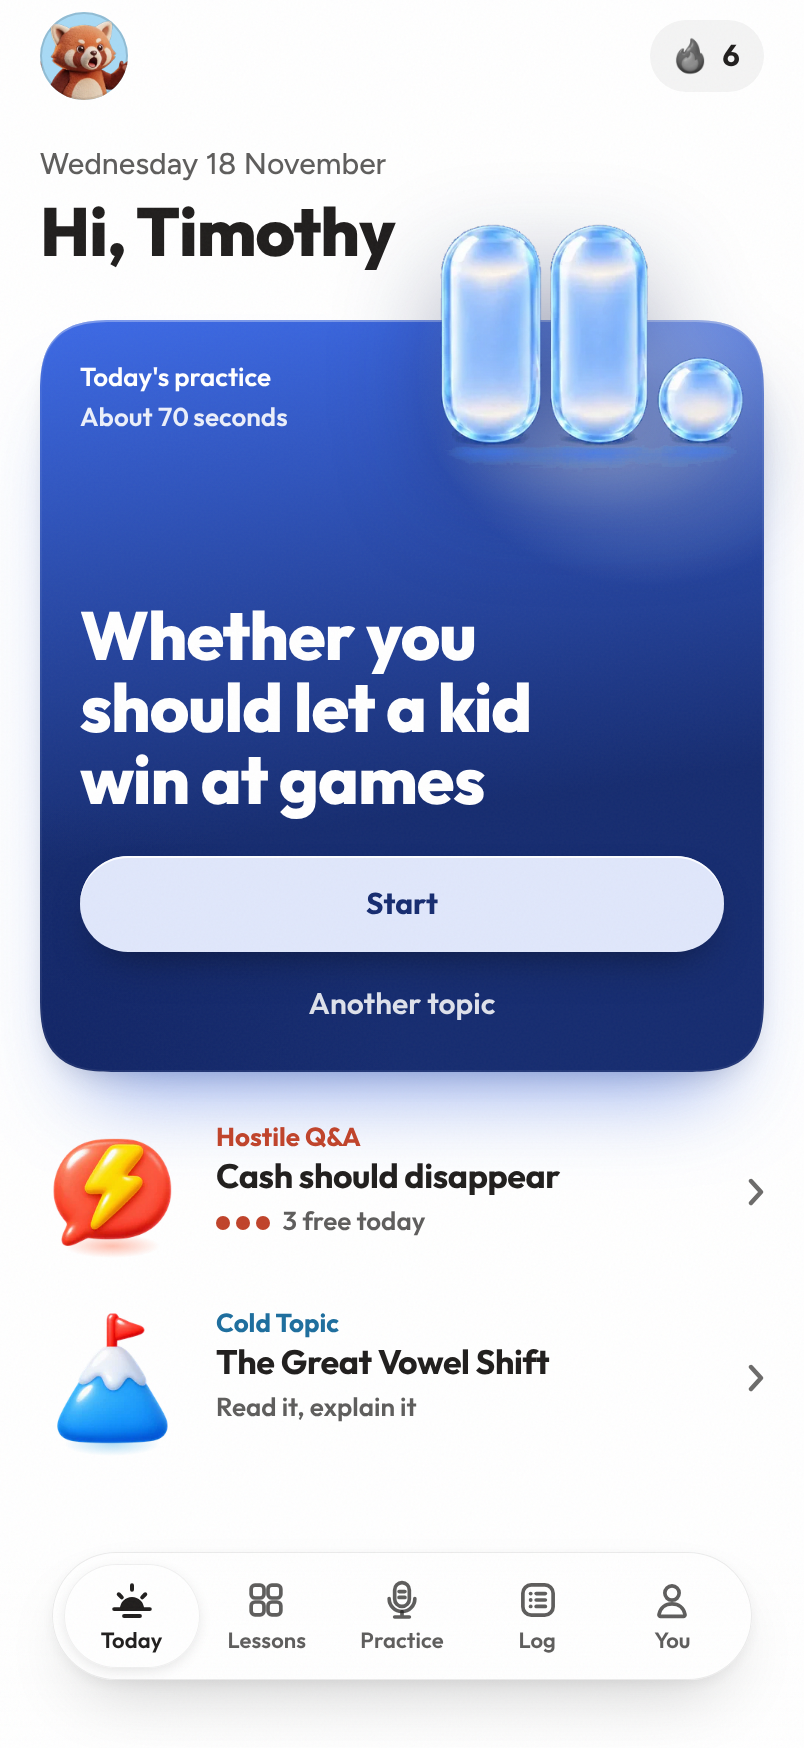 6
Wednesday 18 November
Hi, Timothy
Today's practice
About 70 seconds
Whether you
should let a kid
win at games
Start
Another topic
Hostile Q&A
Cash should disappear
3 free today
Cold Topic
The Great Vowel Shift
Read it, explain it
Today
Lessons
Practice
Log
You